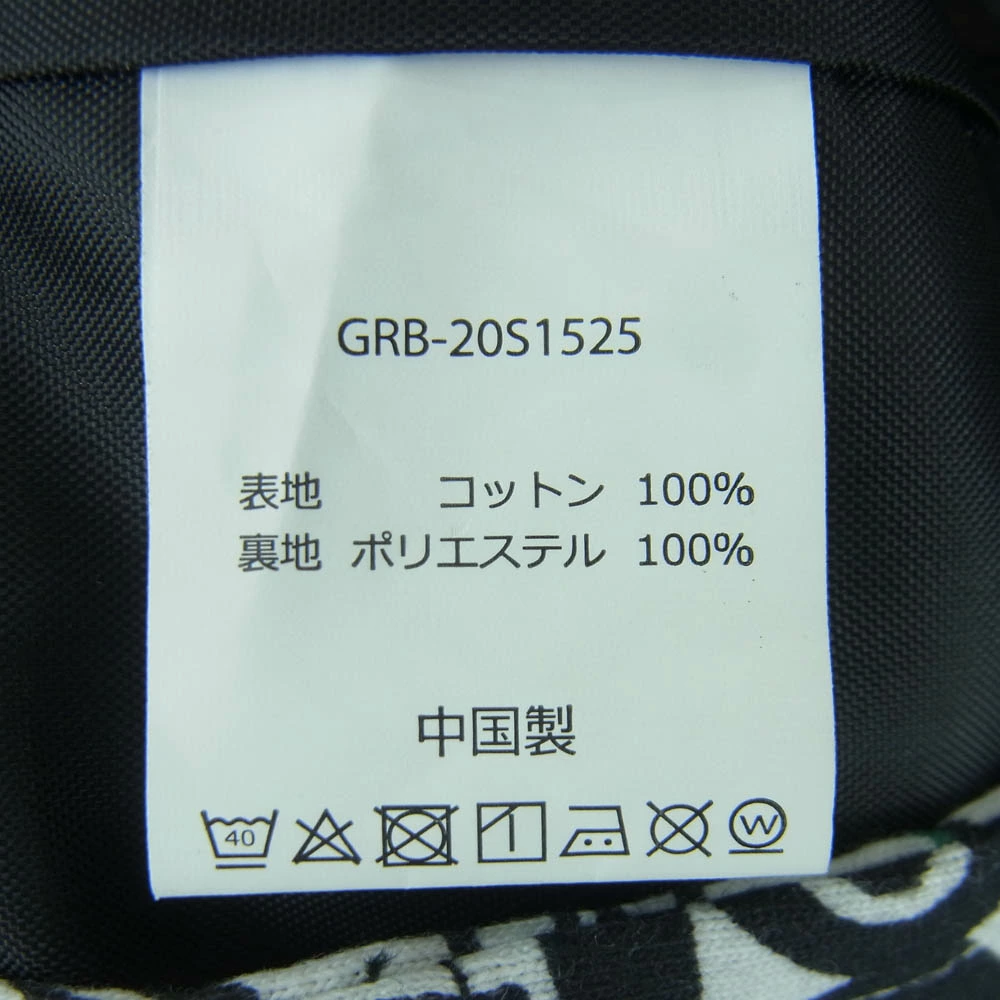 GRB-20S1525
表地 コットン 100%
裏地 ポリエステル 100%
中国製
40 W